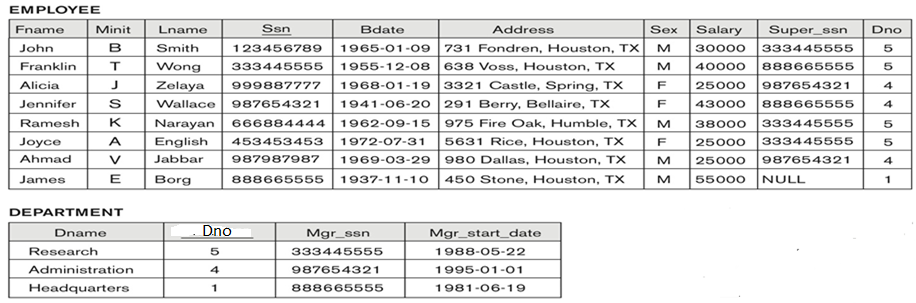 EMPLOYEE
Fname Minit Lname Ssn Bdate Address Sex Salary Super_ssn Dno
John B Smith 123456789 1965-01-09 731 Fondren, Houston, TX M 30000 333445555 5
Franklin T Wong 333445555 1955-12-08 638 Voss, Houston, TX M 40000 888665555 5
Alicia J Zelaya 999887777 1968-01-19 3321 Castle, Spring, TX F 25000 987654321 4
Jennifer S Wallace 987654321 1941-06-20 291 Berry, Bellaire, TX F 43000 888665555 4
Ramesh K Narayan 666884444 1962-09-15 975 Fire Oak, Humble, TX M 38000 333445555 5
Joyce A English 453453453 1972-07-31 5631 Rice, Houston, TX F 25000 333445555 5
Ahmad V Jabbar 987987987 1969-03-29 980 Dallas, Houston, TX M 25000 987654321 4
James E Borg 888665555 1937-11-10 450 Stone, Houston, TX M 55000 NULL 1
DEPARTMENT
Dname Dno Mgr_ssn Mgr_start_date
Research 5 333445555 1988-05-22
Administration 4 987654321 1995-01-01
Headquarters 1 888665555 1981-06-19